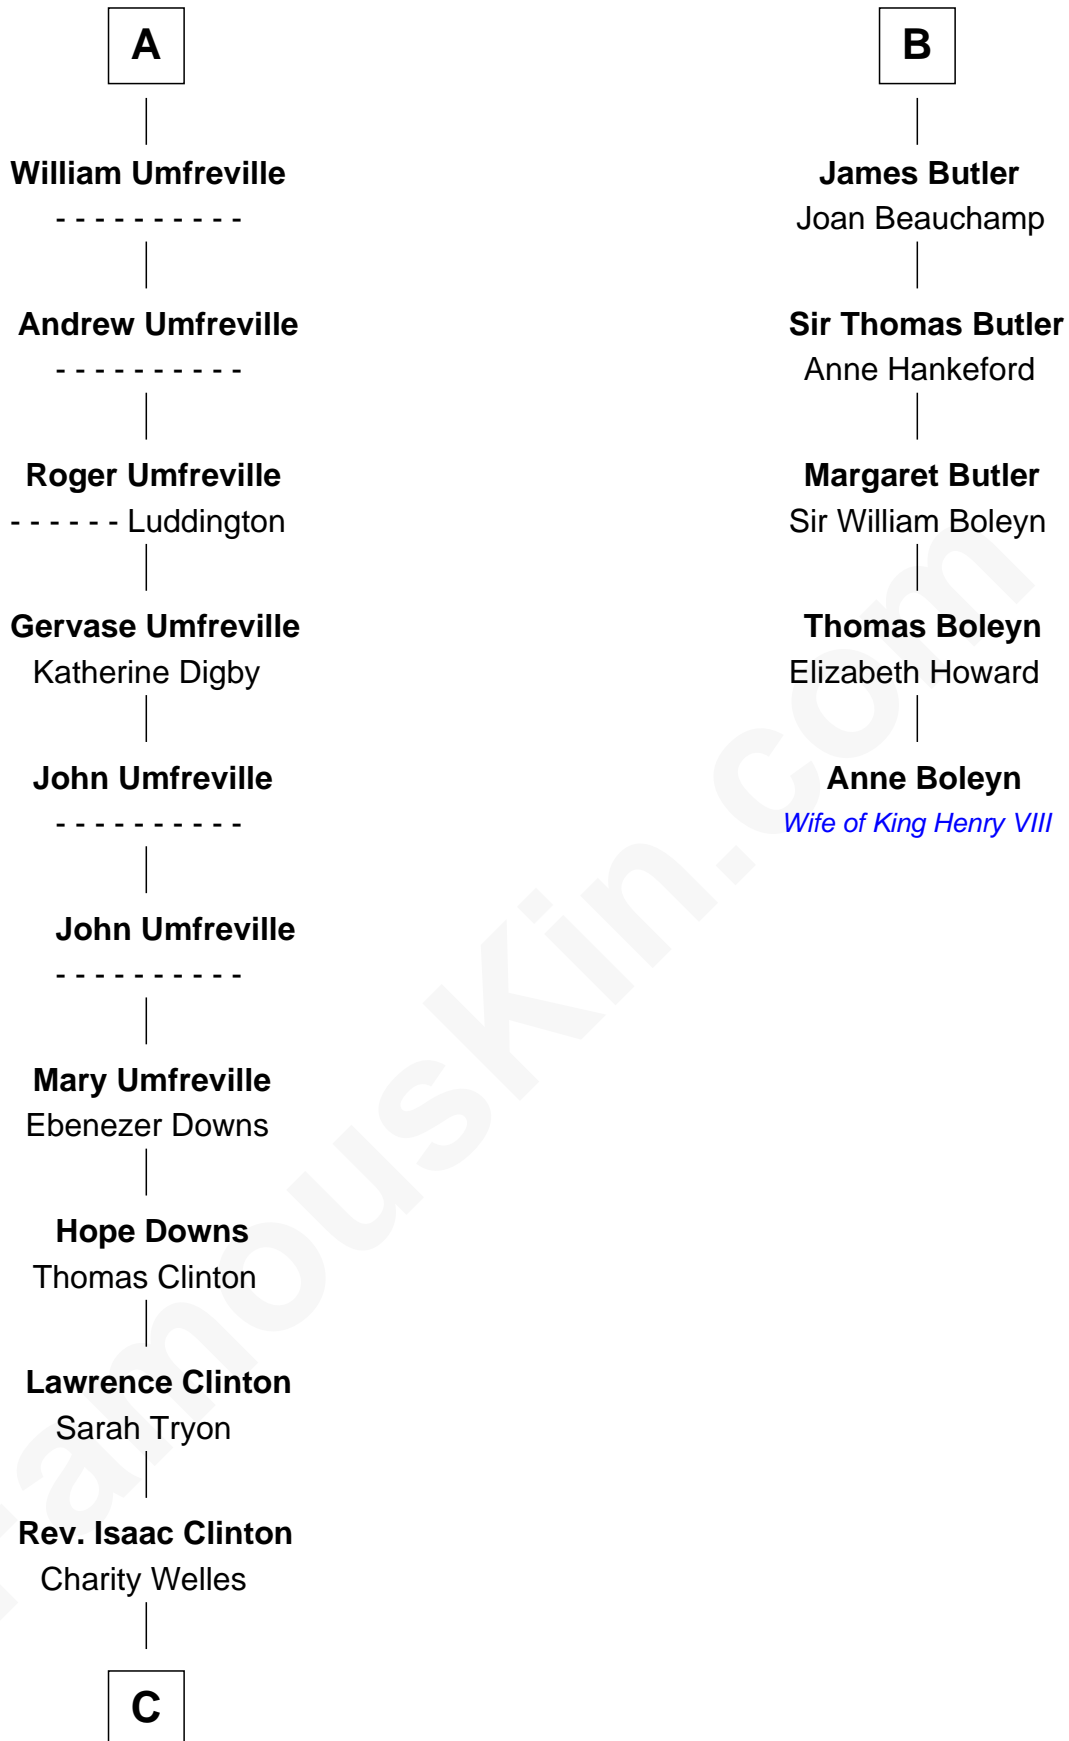 A
William Umfreville
- - - - - - - - - -
Andrew Umfreville
- - - - - - - - - -
Roger Umfreville
- - - - - - Luddington
Gervase Umfreville
Katherine Digby
John Umfreville
- - - - - - - - - -
John Umfreville
- - - - - - - - - -
Mary Umfreville
Ebenezer Downs
Hope Downs
Thomas Clinton
Lawrence Clinton
Sarah Tryon
Rev. Isaac Clinton
Charity Welles
C
B
James Butler
Joan Beauchamp
Sir Thomas Butler
Anne Hankeford
Margaret Butler
Sir William Boleyn
Thomas Boleyn
Elizabeth Howard
Anne Boleyn
Wife of King Henry VIII
FamousKin.com